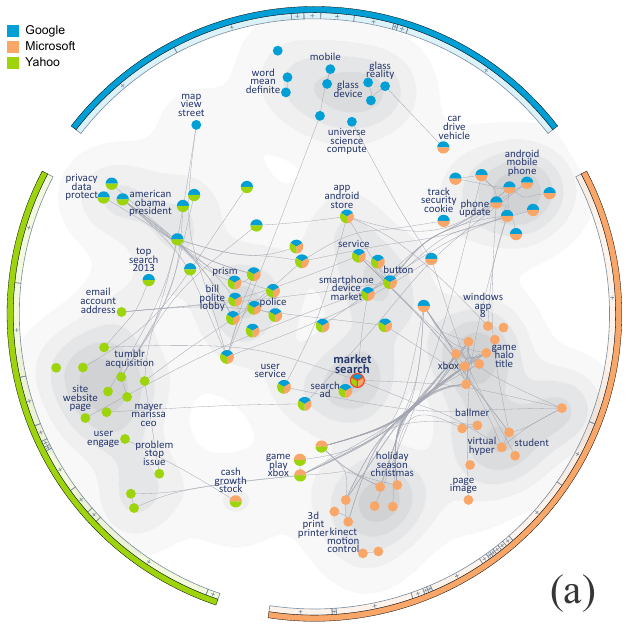 Google
Microsoft
Yahoo
mobile
word
mean
definite
glass
reality
glass
device
map
view
street
universe
science
compute
car
drive
vehicle
android
mobile
phone
privacy
data
protect
american
obama
president
app
android
store
track
security
cookie
phone
update
top
search
2013
service
prism
button
email
account
address
bill
polite
lobby
police
smartphone
device
market
windows
app
8
tumblr
acquisition
market
search
xbox
game
halo
title
user
service
search
ad
site
website
page
mayer
marissa
ceo
ballmer
user
engage
virtual
hyper
student
problem
stop
issue
game
play
xbox
holiday
season
christmas
cash
growth
stock
page
image
3d
print
printer
kinect
motion
control
(a)